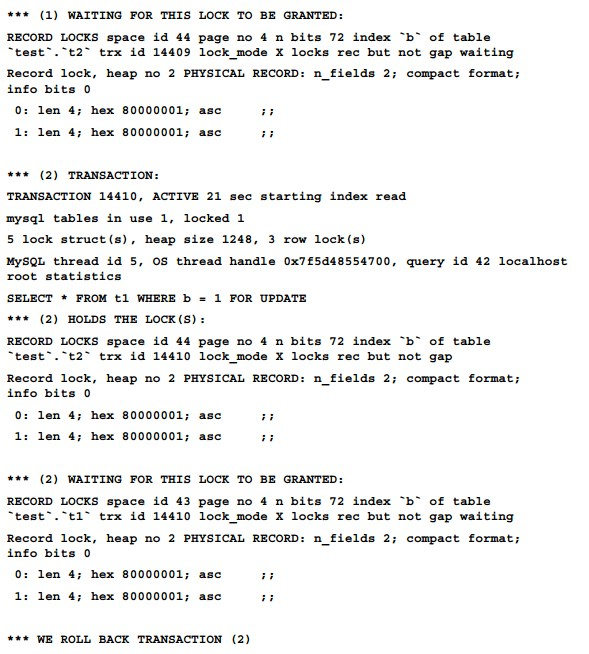 *** (1) WAITING FOR THIS LOCK TO BE GRANTED:
RECORD LOCKS space id 44 page no 4 n bits 72 index `b` of table
`test`.`t2` trx id 14409 lock_mode X locks rec but not gap waiting
Record lock, heap no 2 PHYSICAL RECORD: n_fields 2; compact format;
info bits 0
0: len 4; hex 80000001; asc     ;;
1: len 4; hex 80000001; asc     ;;
*** (2) TRANSACTION:
TRANSACTION 14410, ACTIVE 21 sec starting index read
mysql tables in use 1, locked 1
5 lock struct(s), heap size 1248, 3 row lock(s)
MySQL thread id 5, OS thread handle 0x7f5d48554700, query id 42 localhost
root statistics
SELECT * FROM t1 WHERE b = 1 FOR UPDATE
*** (2) HOLDS THE LOCK(S):
RECORD LOCKS space id 44 page no 4 n bits 72 index `b` of table
`test`.`t2` trx id 14410 lock_mode X locks rec but not gap
Record lock, heap no 2 PHYSICAL RECORD: n_fields 2; compact format;
info bits 0
0: len 4; hex 80000001; asc     ;;
1: len 4; hex 80000001; asc     ;;
*** (2) WAITING FOR THIS LOCK TO BE GRANTED:
RECORD LOCKS space id 43 page no 4 n bits 72 index `b` of table
`test`.`t1` trx id 14410 lock_mode X locks rec but not gap waiting
Record lock, heap no 2 PHYSICAL RECORD: n_fields 2; compact format;
info bits 0
0: len 4; hex 80000001; asc     ;;
1: len 4; hex 80000001; asc     ;;
*** WE ROLL BACK TRANSACTION (2)